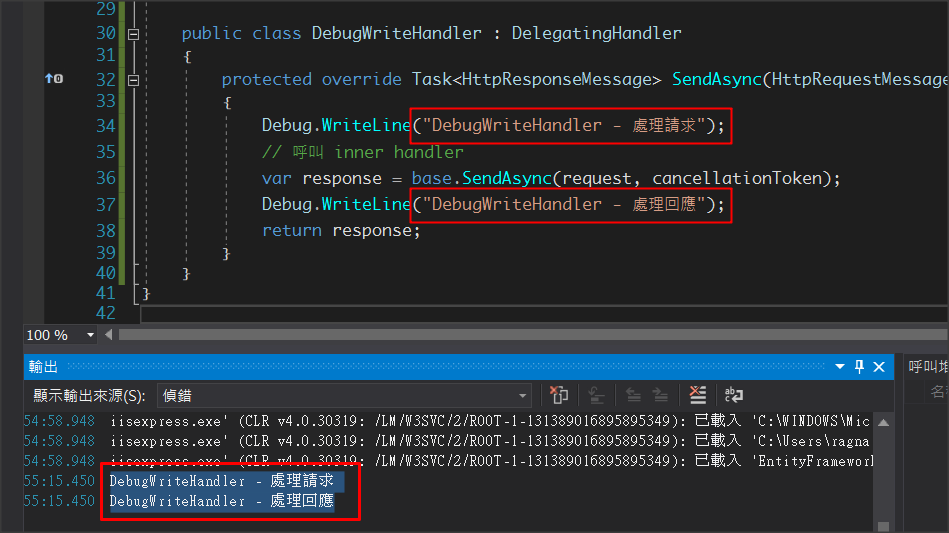 29
30 public class DebugWriteHandler : DelegatingHandler
31 {
32 protected override Task<HttpResponseMessage> SendAsync(HttpRequestMessage
33 {
34 Debug.WriteLine("DebugWriteHandler - 處理請求");
35 // 呼叫 inner handler
36 var response = base.SendAsync(request, cancellationToken);
37 Debug.WriteLine("DebugWriteHandler - 處理回應");
38 return response;
39 }
40 }
41 }
42
100 %
輸出
呼叫堆
顯示輸出來源(S): 偵錯
名稱
54:58.948 iisexpress.exe' (CLR v4.0.30319: /LM/W3SVC/2/ROOT-1-131389016895895349): 已載入 'C:\WINDOWS\Mic
54:58.948 iisexpress.exe' (CLR v4.0.30319: /LM/W3SVC/2/ROOT-1-131389016895895349): 已載入 'C:\Users\ragna
54:58.948 iisexpress.exe' (CLR v4.0.30319: /LM/W3SVC/2/ROOT-1-131389016895895349): 已載入 'EntityFramework
55:15.450 DebugWriteHandler - 處理請求
55:15.450 DebugWriteHandler - 處理回應